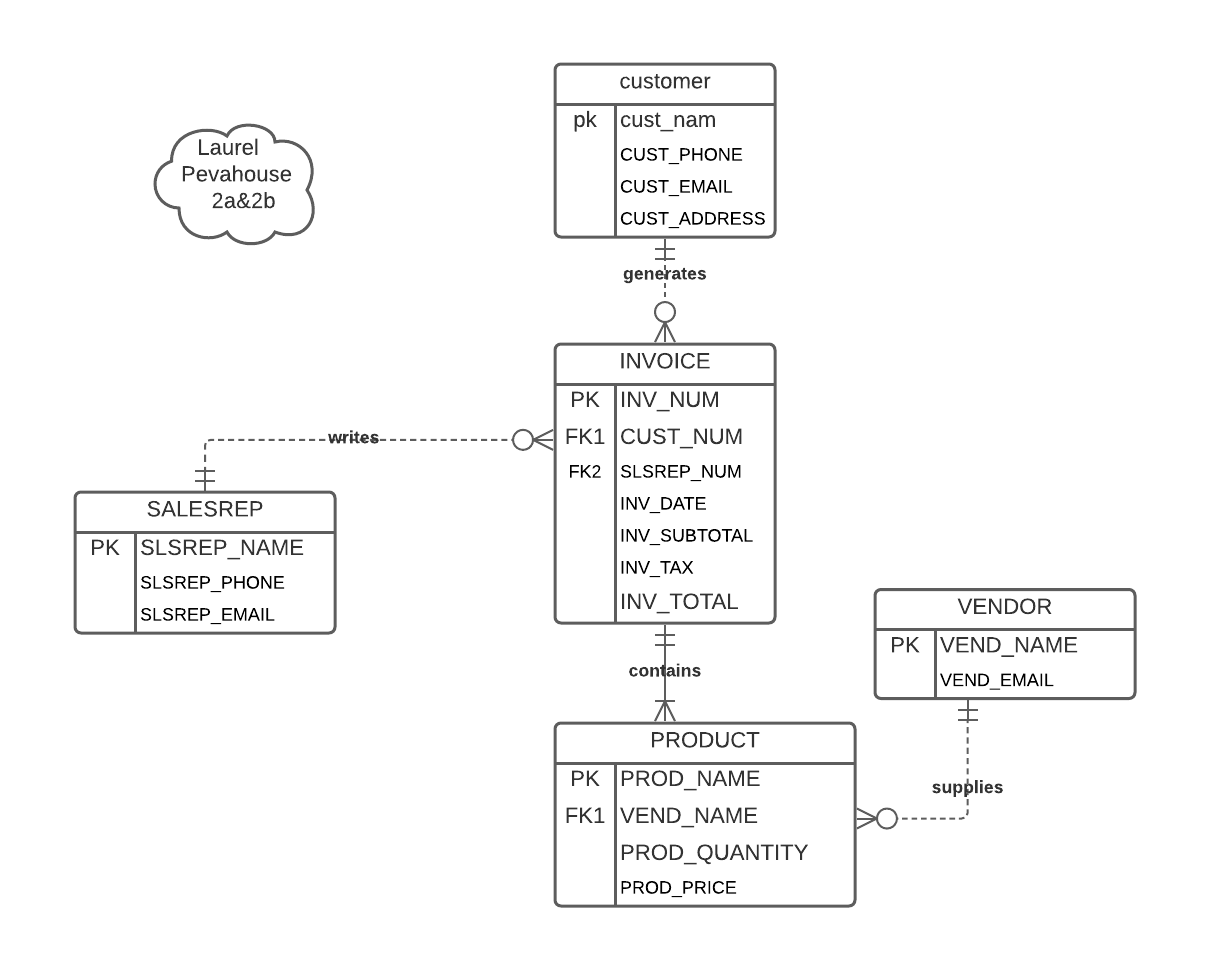 customer
pk cust_nam
CUST_PHONE
CUST_EMAIL
CUST_ADDRESS
Laurel
Pevahouse
2a&2b
generates
INVOICE
PK INV_NUM
FK1 CUST_NUM
FK2 SLSREP_NUM
INV_DATE
INV_SUBTOTAL
INV_TAX
INV_TOTAL
writes
SALESREP
PK SLSREP_NAME
SLSREP_PHONE
SLSREP_EMAIL
VENDOR
PK VEND_NAME
VEND_EMAIL
contains
supplies
PRODUCT
PK PROD_NAME
FK1 VEND_NAME
PROD_QUANTITY
PROD_PRICE